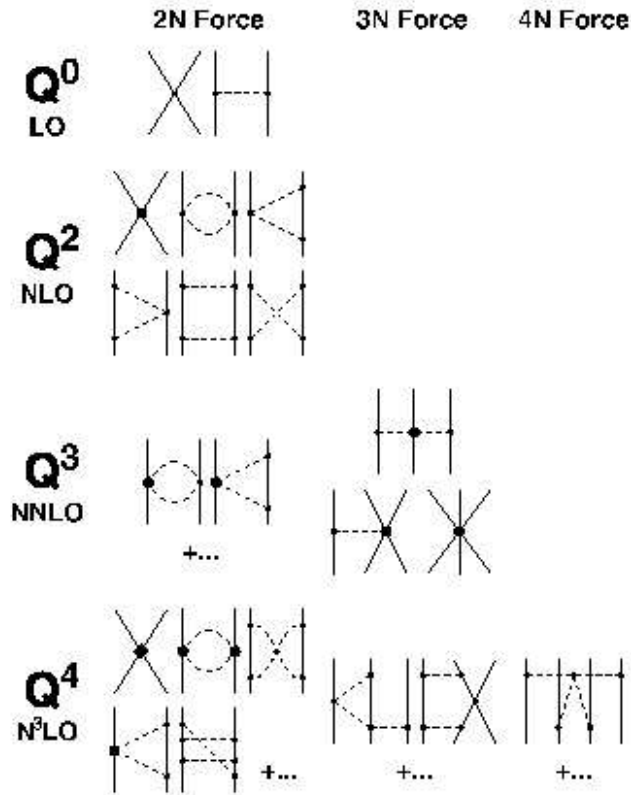 2N Force 3N Force 4N Force
Q⁰
LO
Q²
NLO
Q³
NNLO
+...
Q⁴
N³LO
+... +... +...